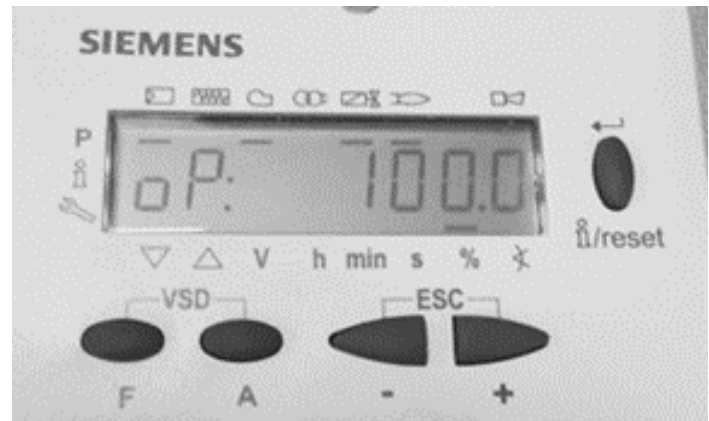 SIEMENS
P
oP: 100.0
V h min s %
VSD ESC
i/reset
F A - +